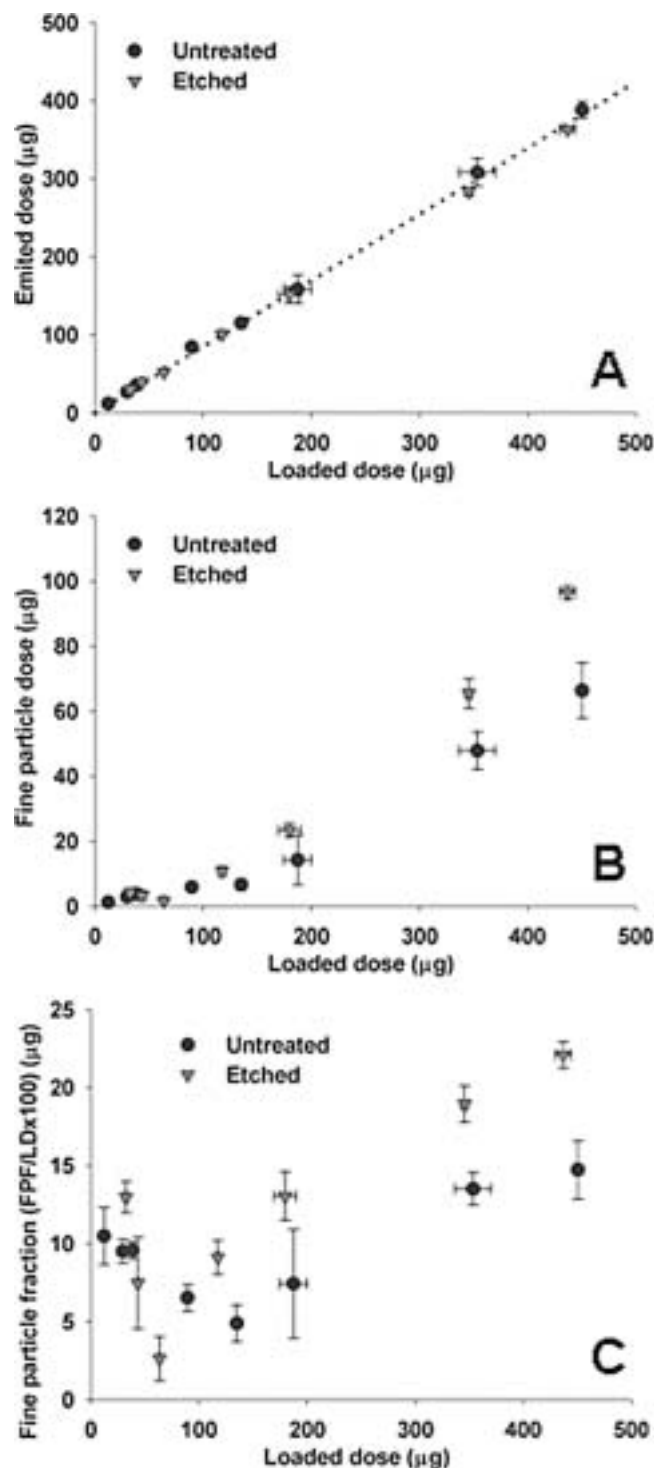 500
Untreated
Etched
400
300
200
100
0
Emited dose (µg)
A
0 100 200 300 400 500
Loaded dose (µg)
120
Untreated
Etched
100
80
60
40
20
0
Fine particle dose (µg)
B
0 100 200 300 400 500
Loaded dose (µg)
25
Untreated
Etched
20
15
10
5
0
Fine particle fraction (FPF/LDx100) (µg)
C
0 100 200 300 400 500
Loaded dose (µg)